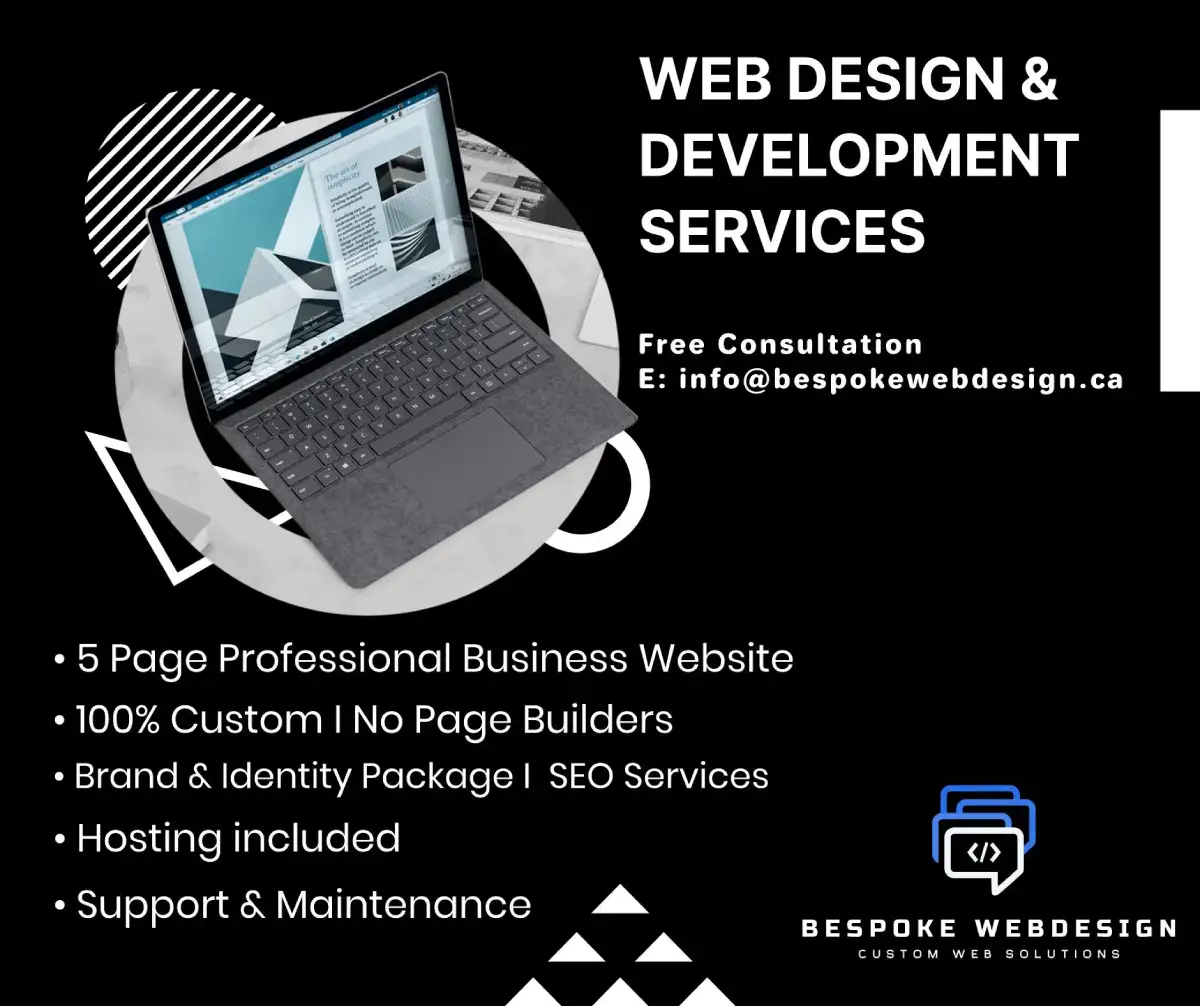 WEB DESIGN &
DEVELOPMENT
SERVICES
Free Consultation
E: info@bespokewebdesign.ca
The art of
simplicity
• 5 Page Professional Business Website
• 100% Custom I No Page Builders
• Brand & Identity Package I SEO Services
• Hosting included
• Support & Maintenance
</>
BESPOKE WEBDESIGN
CUSTOM WEB SOLUTIONS